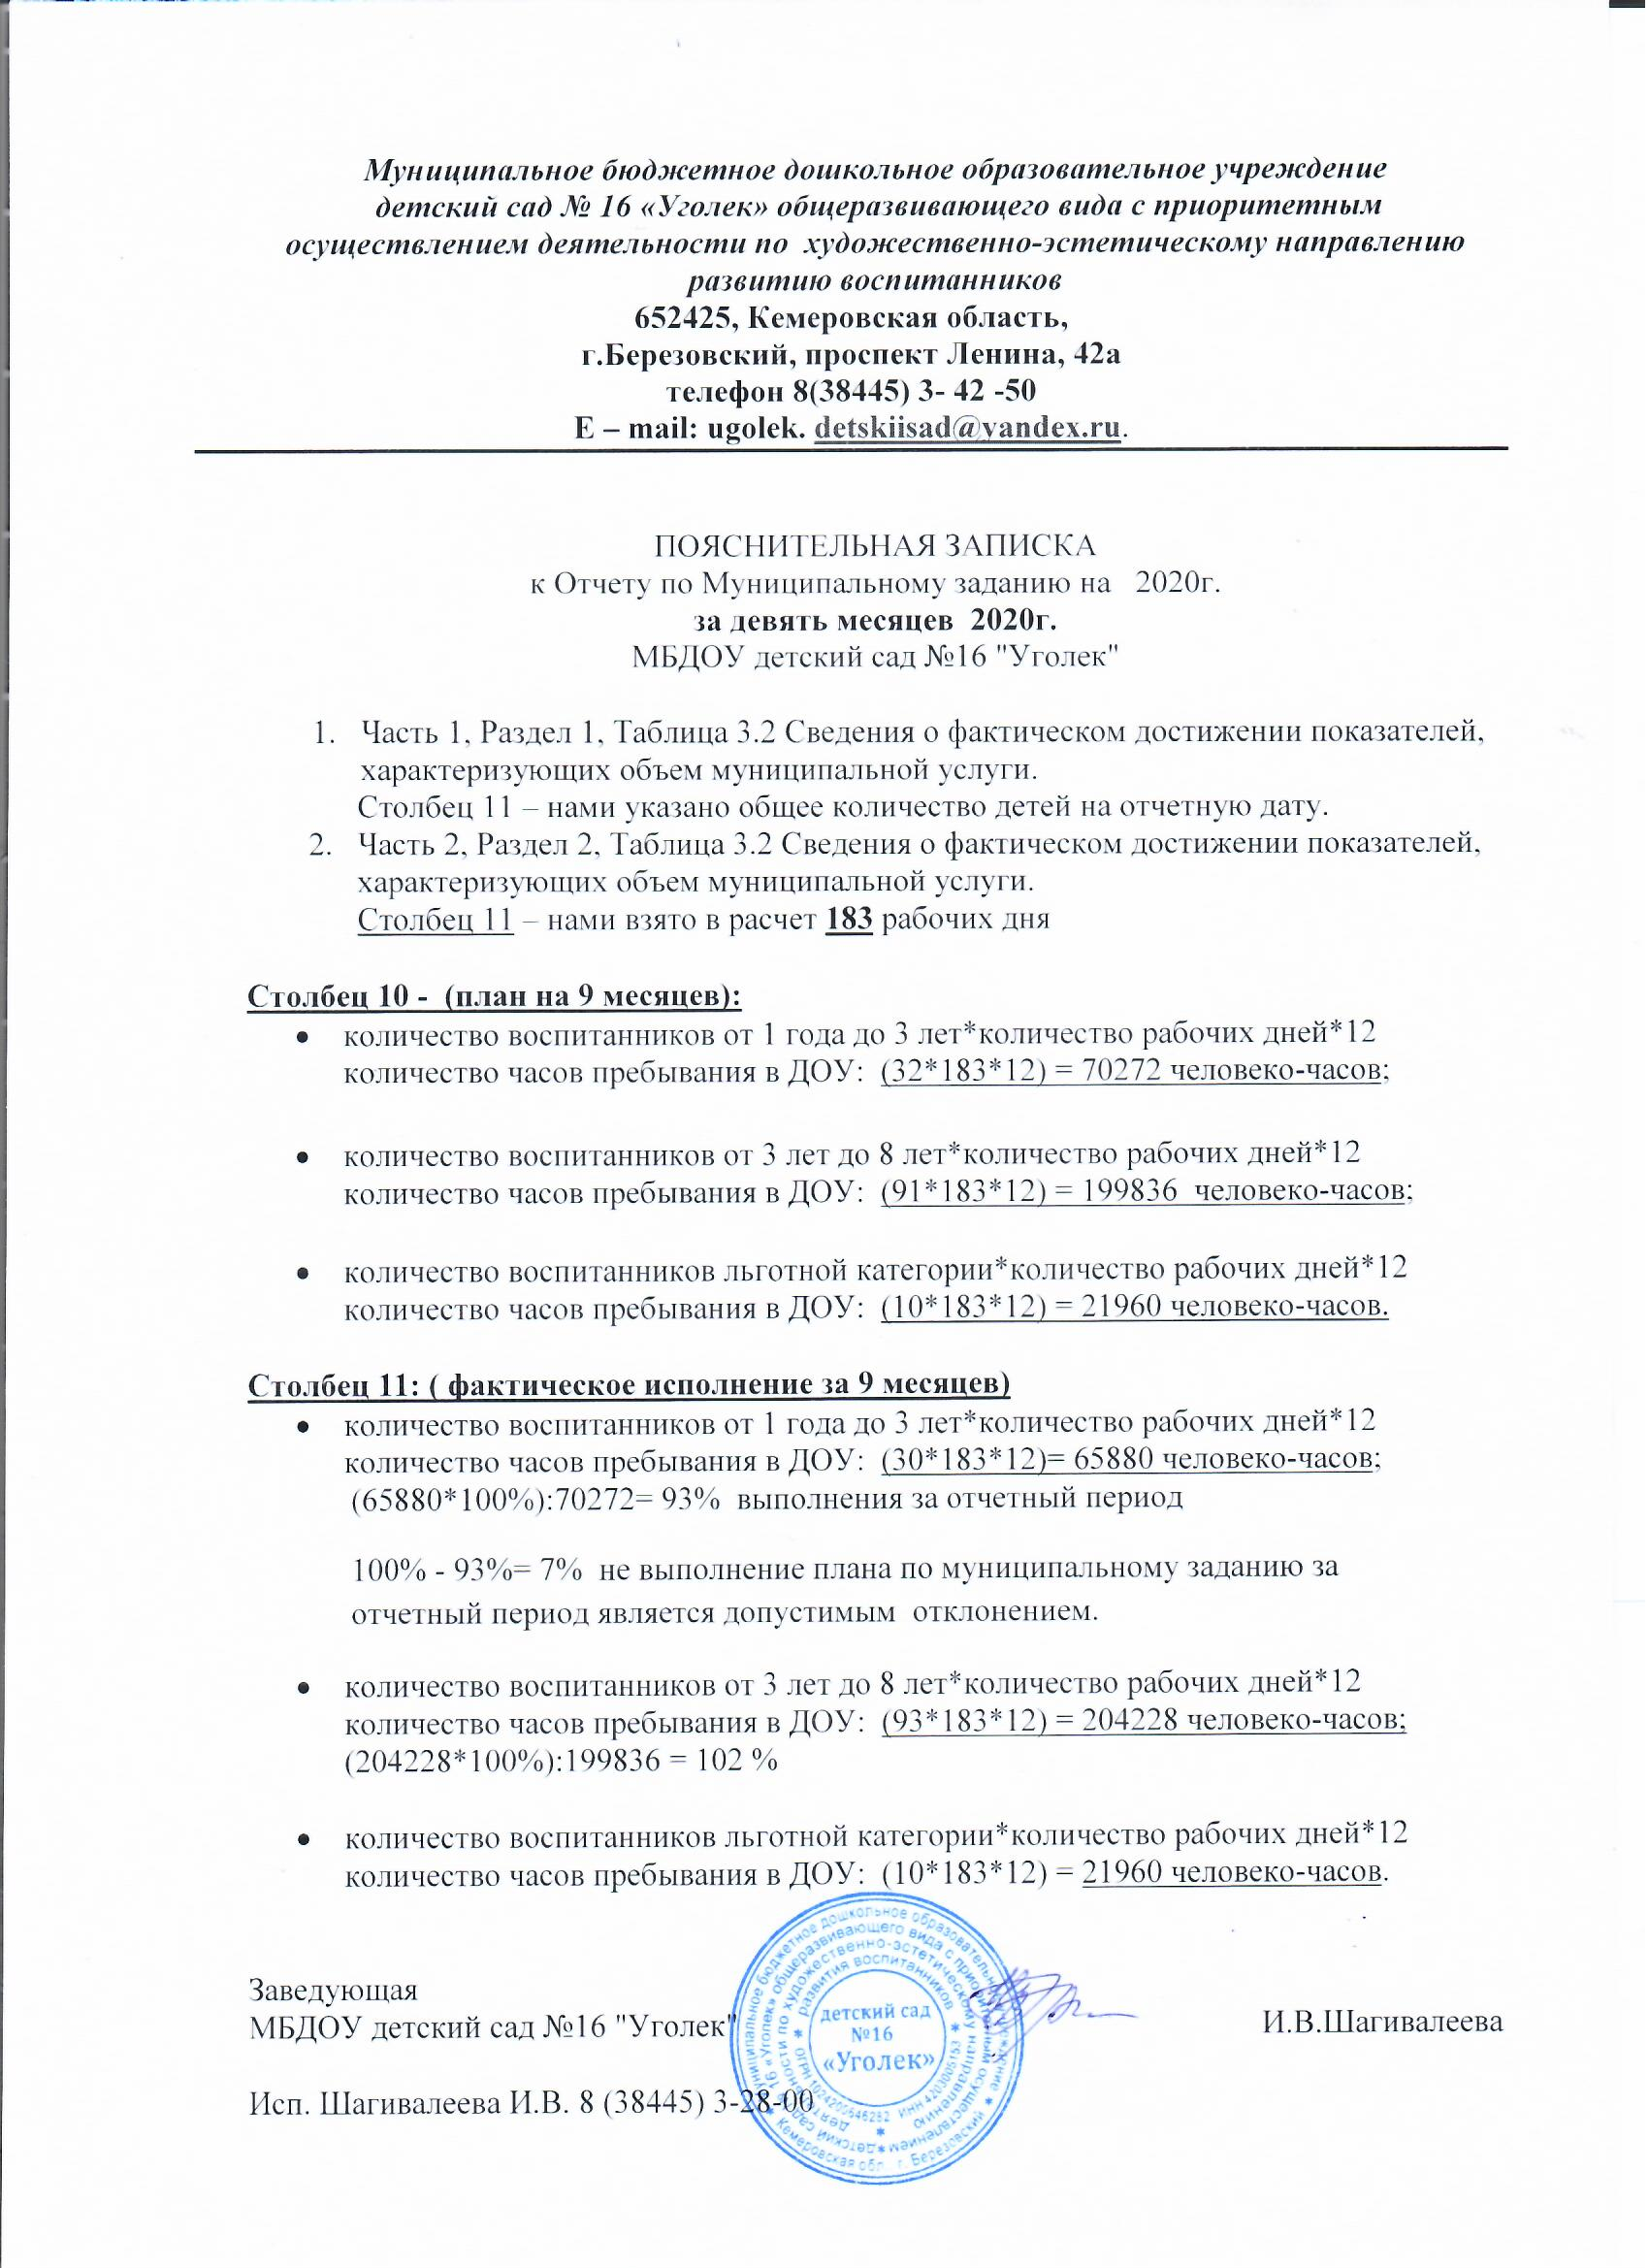 Муниципальное бюджетное дошкольное образовательное учреждение
детский сад № 16 «Уголек» общеразвивающего вида с приоритетным
осуществлением деятельности по художественно-эстетическому направлению
развитию воспитанников
652425, Кемеровская область,
г.Березовский, проспект Ленина, 42а
телефон 8(38445) 3- 42 -50
E – mail: ugolek. detskiisad@yandex.ru.
ПОЯСНИТЕЛЬНАЯ ЗАПИСКА
к Отчету по Муниципальному заданию на 2020г.
за девять месяцев 2020г.
МБДОУ детский сад №16 "Уголек"
1. Часть 1, Раздел 1, Таблица 3.2 Сведения о фактическом достижении показателей,
характеризующих объем муниципальной услуги.
Столбец 11 – нами указано общее количество детей на отчетную дату.
2. Часть 2, Раздел 2, Таблица 3.2 Сведения о фактическом достижении показателей,
характеризующих объем муниципальной услуги.
Столбец 11 – нами взято в расчет 183 рабочих дня
Столбец 10 - (план на 9 месяцев):
• количество воспитанников от 1 года до 3 лет*количество рабочих дней*12
количество часов пребывания в ДОУ: (32*183*12) = 70272 человеко-часов;
• количество воспитанников от 3 лет до 8 лет*количество рабочих дней*12
количество часов пребывания в ДОУ: (91*183*12) = 199836 человеко-часов;
• количество воспитанников льготной категории*количество рабочих дней*12
количество часов пребывания в ДОУ: (10*183*12) = 21960 человеко-часов.
Столбец 11: ( фактическое исполнение за 9 месяцев)
• количество воспитанников от 1 года до 3 лет*количество рабочих дней*12
количество часов пребывания в ДОУ: (30*183*12)= 65880 человеко-часов;
(65880*100%):70272= 93% выполнения за отчетный период
100% - 93%= 7% не выполнение плана по муниципальному заданию за
отчетный период является допустимым отклонением.
• количество воспитанников от 3 лет до 8 лет*количество рабочих дней*12
количество часов пребывания в ДОУ: (93*183*12) = 204228 человеко-часов;
(204228*100%):199836 = 102 %
• количество воспитанников льготной категории*количество рабочих дней*12
количество часов пребывания в ДОУ: (10*183*12) = 21960 человеко-часов.
Заведующая
МБДОУ детский сад №16 "Уголек" И.В.Шагивалеева
Исп. Шагивалеева И.В. 8 (38445) 3-28-00
детский сад
№16
«Уголек»